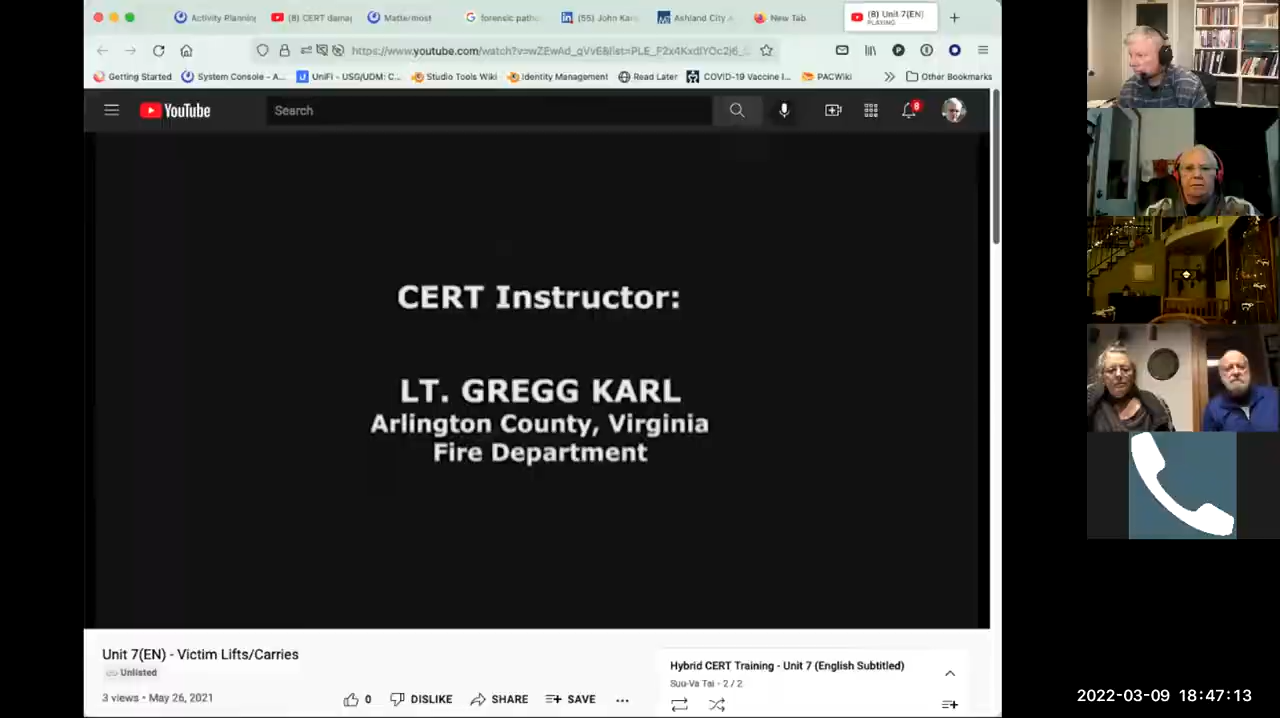 Activity Planning
(8) CERT dama
Mattermost
forensic path
in (55) John Kar
Ashland City
New Tab
(8) Unit 7(EN)
PLAYING
https://www.youtube.com/watch?v=
Getting Started
System Console - A...
UniFi - USG/UDM: C...
Studio Tools Wiki
Identity Management
Read Later
COVID-19 Vaccine I...
PACWiki
Other Bookmarks
YouTube
Search
8
CERT Instructor:
LT. GREGG KARL
Arlington County, Virginia
Fire Department
Unit 7(EN) - Victim Lifts/Carries
Unlisted
3 views • May 26, 2021
0
DISLIKE
SHARE
SAVE
Hybrid CERT Training - Unit 7 (English Subtitled)
Suu-Va Tai - 2 / 2
2022-03-09 18:47:13